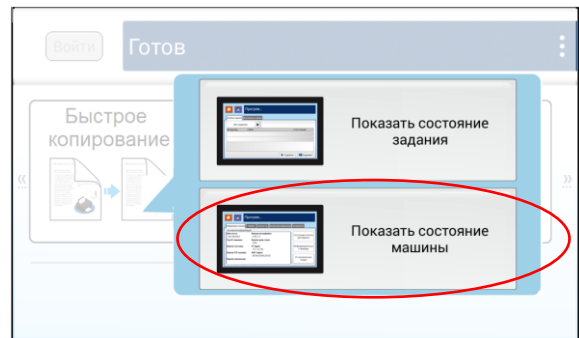 Войти
Готов
Быстрое
копирование
Показать состояние
задания
Показать состояние
машины